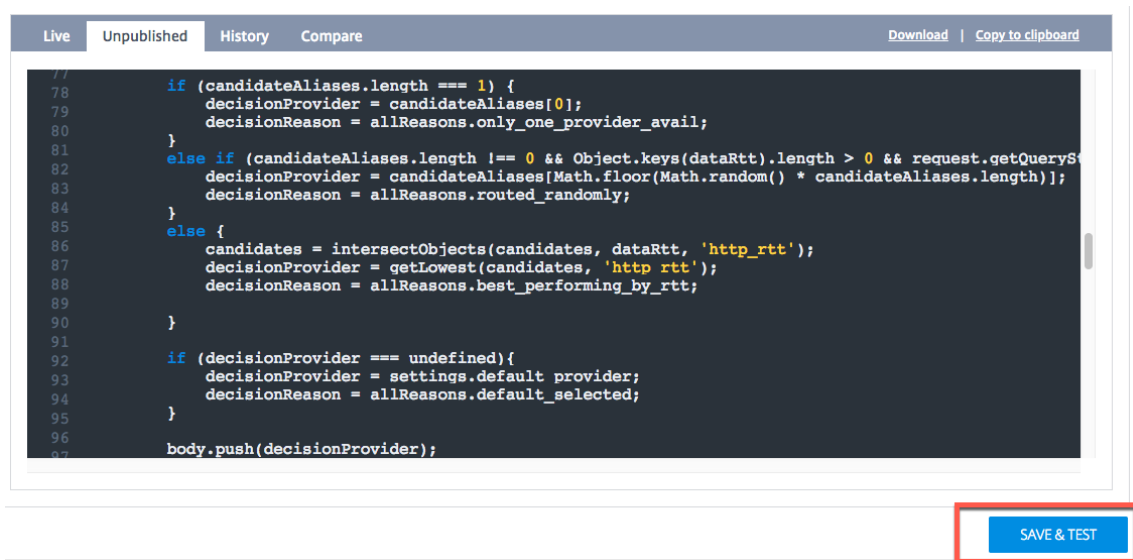 Live Unpublished History Compare Download | Copy to clipboard
77 if (candidateAliases.length === 1) {
78 decisionProvider = candidateAliases[0];
79 decisionReason = allReasons.only_one_provider_avail;
80 }
81 else if (candidateAliases.length !== 0 && Object.keys(dataRtt).length > 0 && request.getQuerySt
82 decisionProvider = candidateAliases[Math.floor(Math.random() * candidateAliases.length)];
83 decisionReason = allReasons.routed_randomly;
84 }
85 else {
86 candidates = intersectObjects(candidates, dataRtt, 'http_rtt');
87 decisionProvider = getLowest(candidates, 'http rtt');
88 decisionReason = allReasons.best_performing_by_rtt;
89
90 }
91
92 if (decisionProvider === undefined){
93 decisionProvider = settings.default provider;
94 decisionReason = allReasons.default_selected;
95 }
96
97 body.push(decisionProvider);
SAVE & TEST